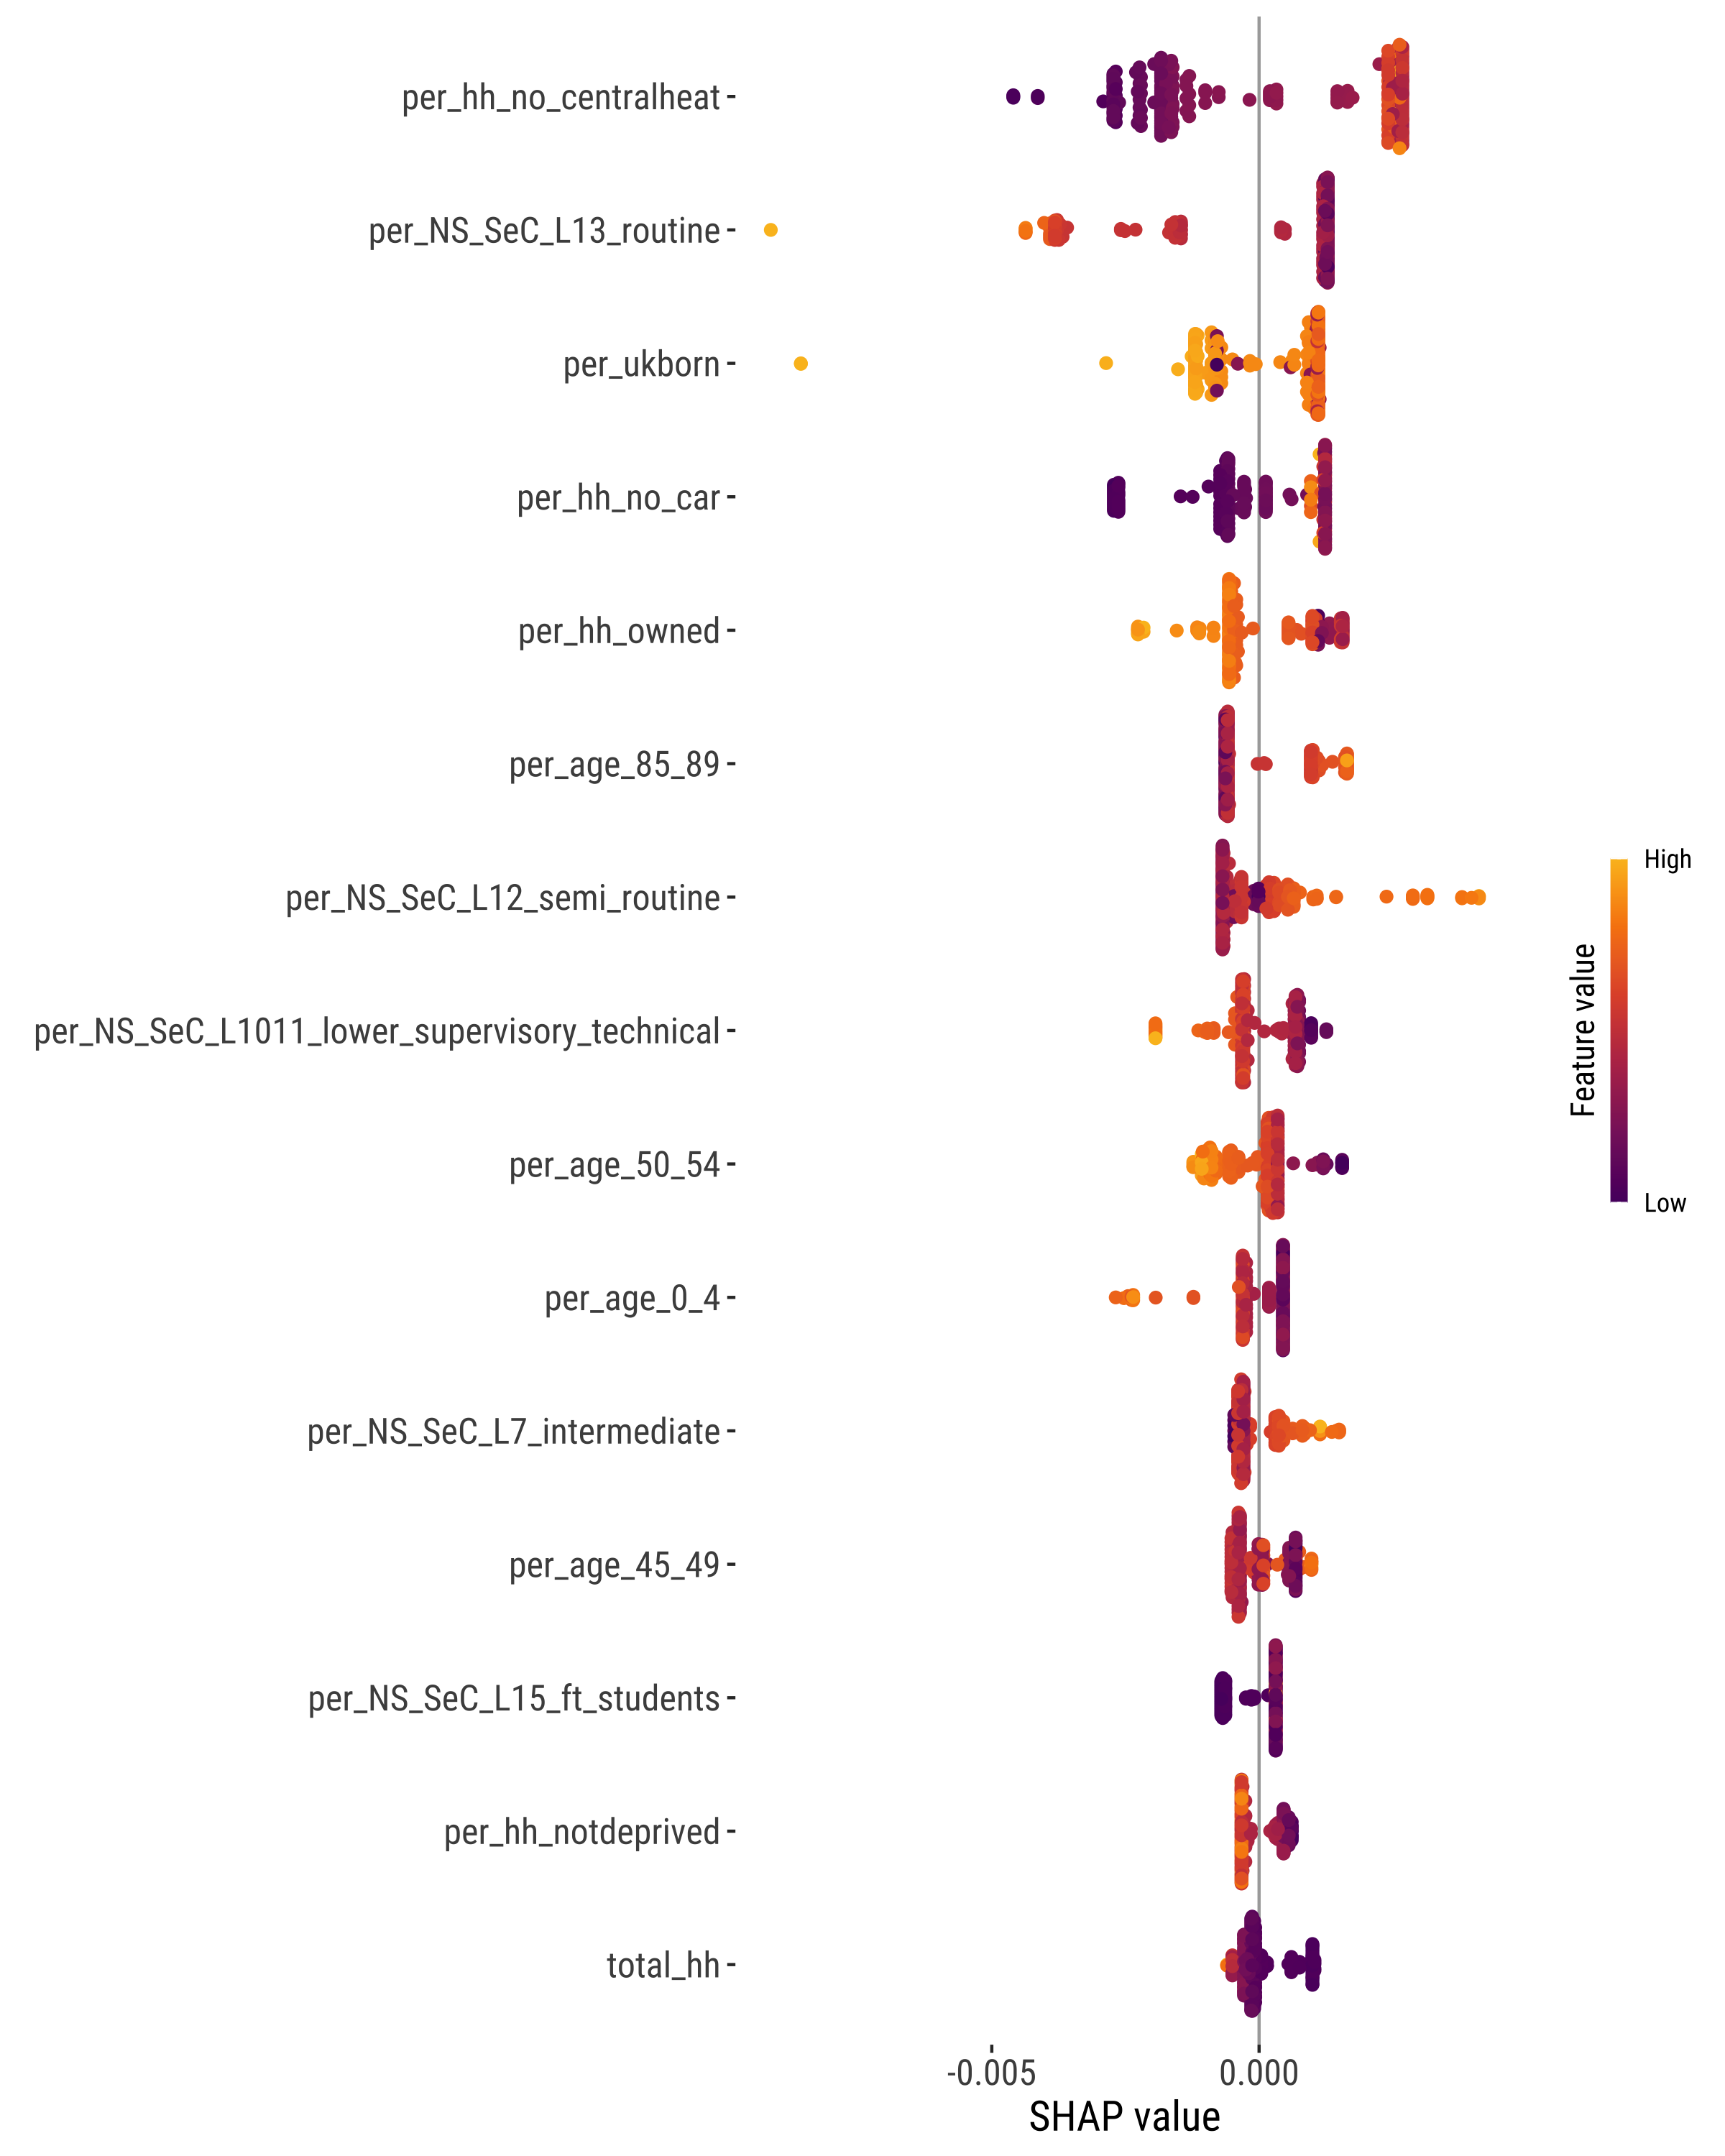 per_hh_no_centralheat
per_NS_SeC_L13_routine
per_ukborn
per_hh_no_car
per_hh_owned
per_age_85_89
per_NS_SeC_L12_semi_routine
per_NS_SeC_L1011_lower_supervisory_technical
per_age_50_54
per_age_0_4
per_NS_SeC_L7_intermediate
per_age_45_49
per_NS_SeC_L15_ft_students
per_hh_notdeprived
total_hh
-0.005 0.000
SHAP value
Feature value
High
Low